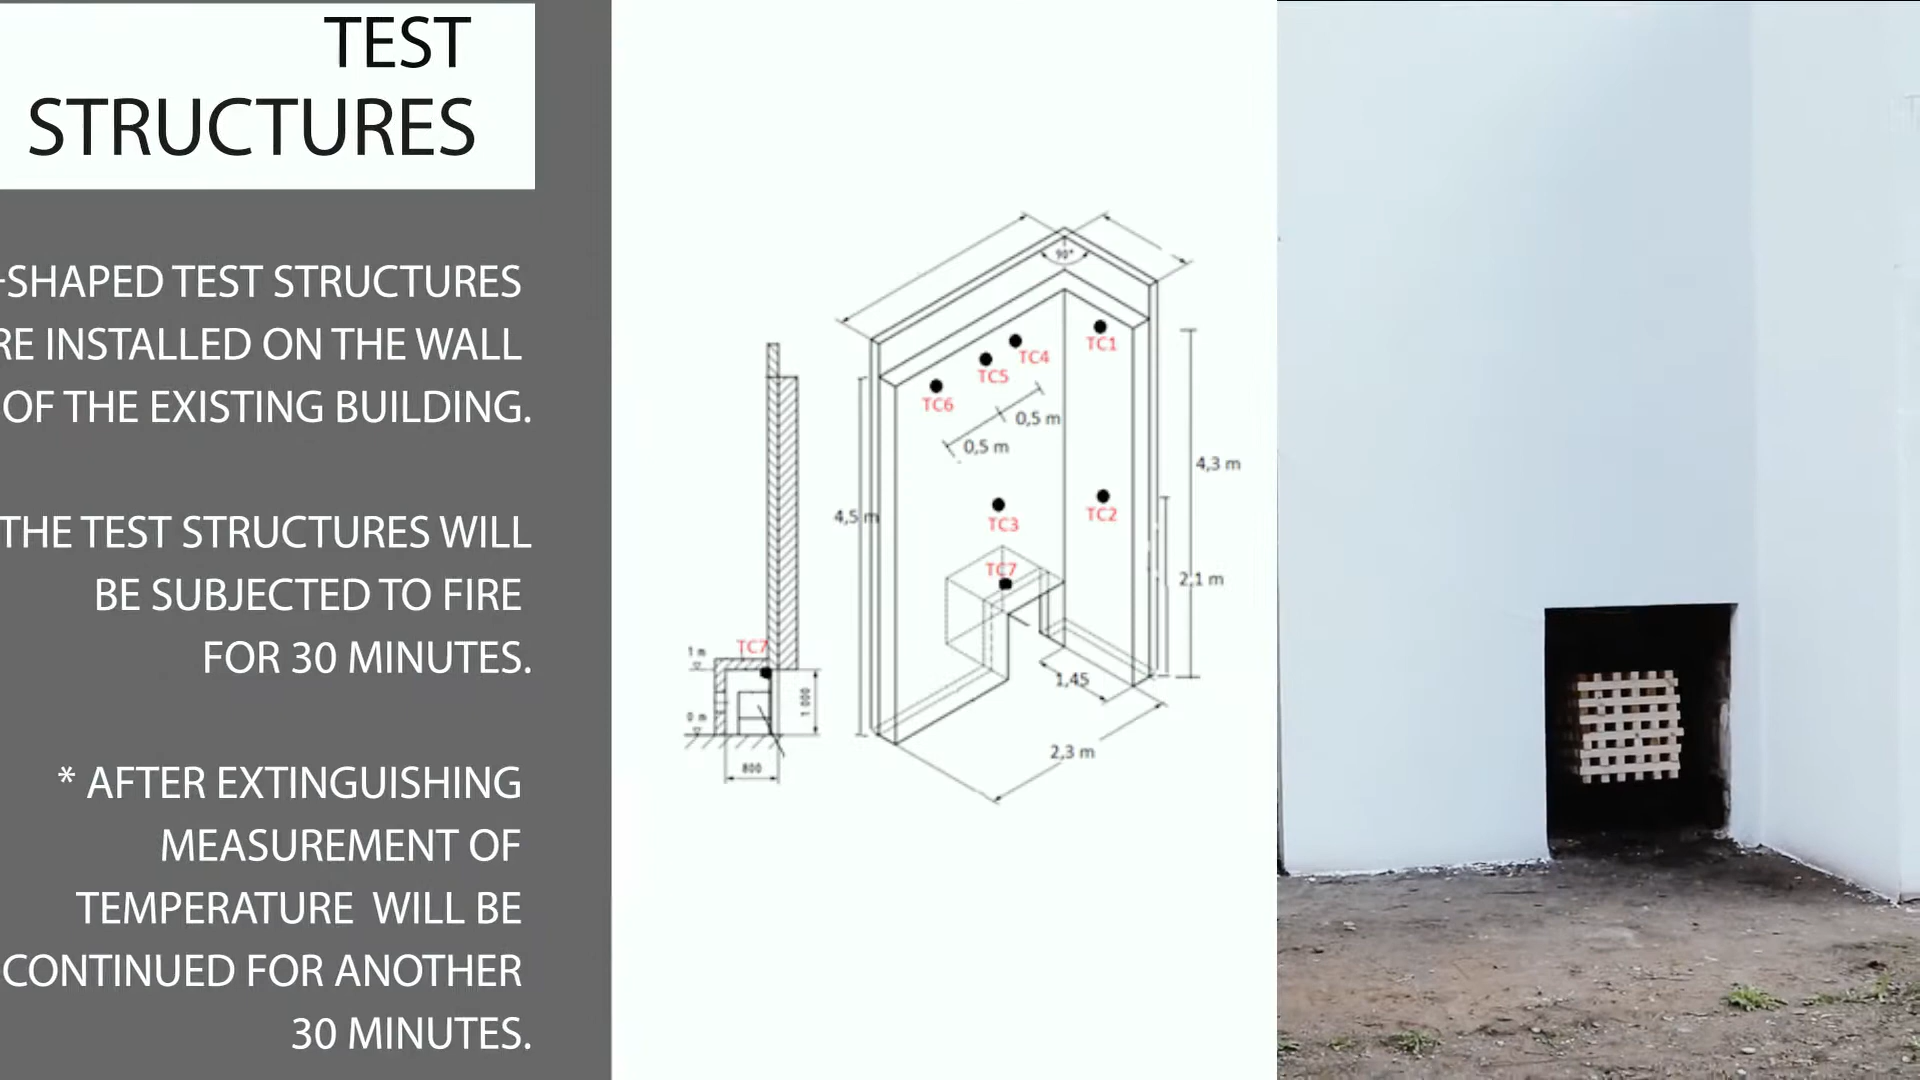 TEST
STRUCTURES
-SHAPED TEST STRUCTURES
RE INSTALLED ON THE WALL
OF THE EXISTING BUILDING.
THE TEST STRUCTURES WILL
BE SUBJECTED TO FIRE
FOR 30 MINUTES.
* AFTER EXTINGUISHING
MEASUREMENT OF
TEMPERATURE WILL BE
CONTINUED FOR ANOTHER
30 MINUTES.
90°
TC1
TC4
TC5
TC6
0,5 m
0,5 m
4,3 m
4,5 m
TC3
TC2
TC7
2,1 m
TC7
1 m
1.000
0 m
800
1,45
2,3 m